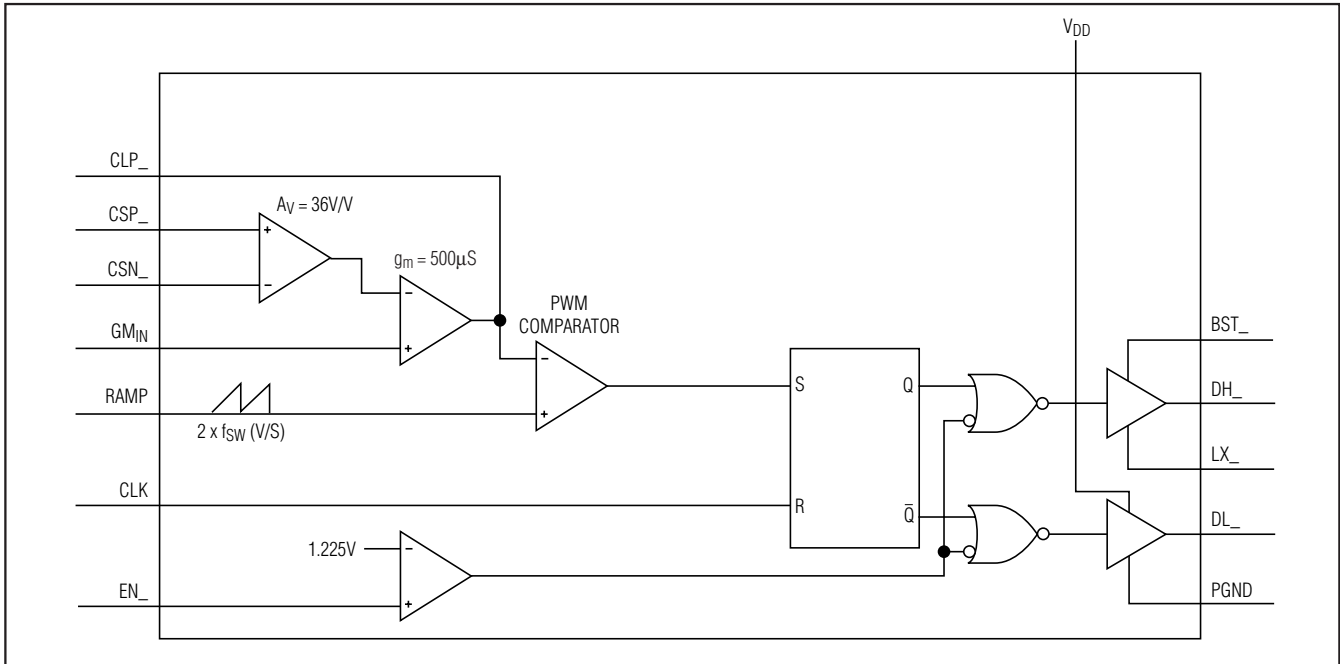 V_DD
CLP_
CSP_
CSN_
GM_IN
RAMP
CLK
EN_
A_V = 36V/V
+
–
g_m = 500μS
–
+
PWM
COMPARATOR
–
+
2 x f_SW (V/S)
1.225V
–
+
S
Q
R
Q̅
BST_
DH_
LX_
DL_
PGND